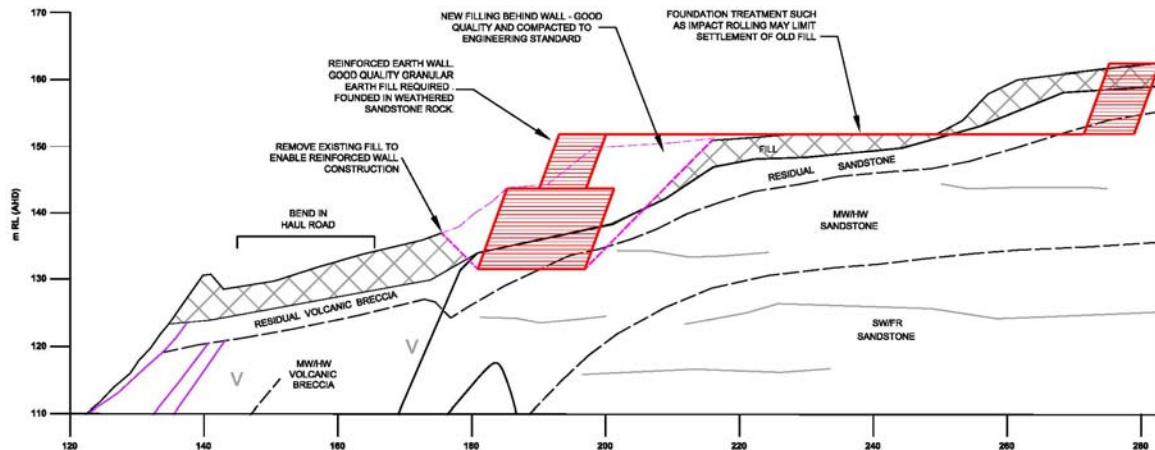 170
160
150
140
130
120
110
m RL (AHD)
NEW FILLING BEHIND WALL - GOOD
QUALITY AND COMPACTED TO
ENGINEERING STANDARD
FOUNDATION TREATMENT SUCH
AS IMPACT ROLLING MAY LIMIT
SETTLEMENT OF OLD FILL
REINFORCED EARTH WALL.
GOOD QUALITY GRANULAR
EARTH FILL REQUIRED .
FOUNDED IN WEATHERED
SANDSTONE ROCK.
REMOVE EXISTING FILL TO
ENABLE REINFORCED WALL
CONSTRUCTION
BEND IN
HAUL ROAD
FILL
RESIDUAL SANDSTONE
MW/HW
SANDSTONE
RESIDUAL VOLCANIC BRECCIA
SW/FR
SANDSTONE
V
V
MW/HW
VOLCANIC
BRECCIA
120
140
160
180
200
220
240
260
280